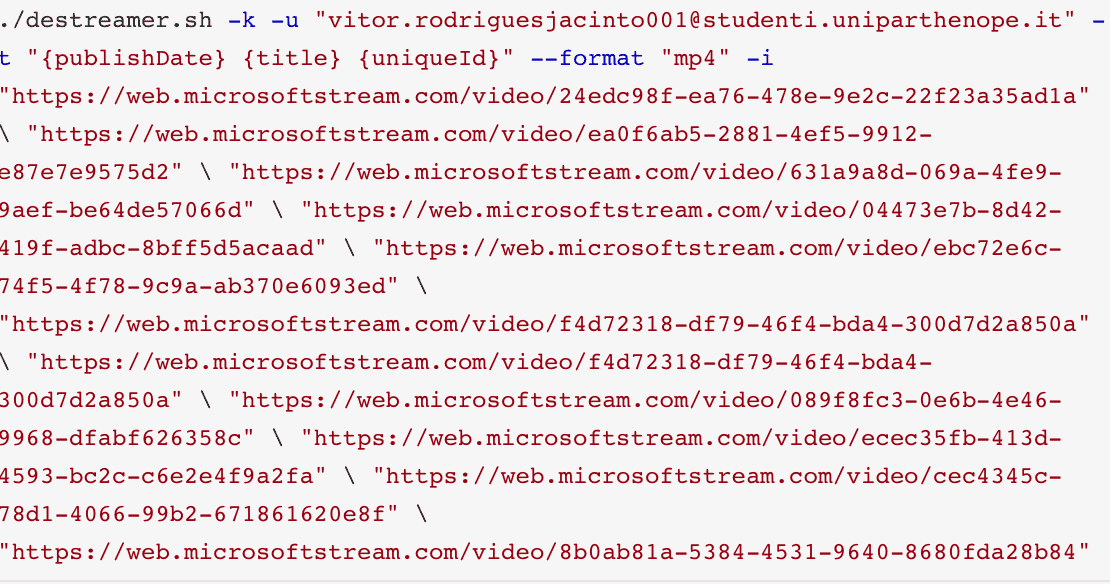 ./destreamer.sh -k -u "vitor.rodriguesjacinto001@studenti.uniparthenope.it" -
t "{publishDate} {title} {uniqueId}" --format "mp4" -i
"https://web.microsoftstream.com/video/24edc98f-ea76-478e-9e2c-22f23a35ad1a"
\ "https://web.microsoftstream.com/video/ea0f6ab5-2881-4ef5-9912-
e87e7e9575d2" \ "https://web.microsoftstream.com/video/631a9a8d-069a-4fe9-
9aef-be64de57066d" \ "https://web.microsoftstream.com/video/04473e7b-8d42-
419f-adbc-8bff5d5acaad" \ "https://web.microsoftstream.com/video/ebc72e6c-
74f5-4f78-9c9a-ab370e6093ed" \
"https://web.microsoftstream.com/video/f4d72318-df79-46f4-bda4-300d7d2a850a"
\ "https://web.microsoftstream.com/video/f4d72318-df79-46f4-bda4-
300d7d2a850a" \ "https://web.microsoftstream.com/video/089f8fc3-0e6b-4e46-
9968-dfabf626358c" \ "https://web.microsoftstream.com/video/ecec35fb-413d-
4593-bc2c-c6e2e4f9a2fa" \ "https://web.microsoftstream.com/video/cec4345c-
78d1-4066-99b2-671861620e8f" \
"https://web.microsoftstream.com/video/8b0ab81a-5384-4531-9640-8680fda28b84"